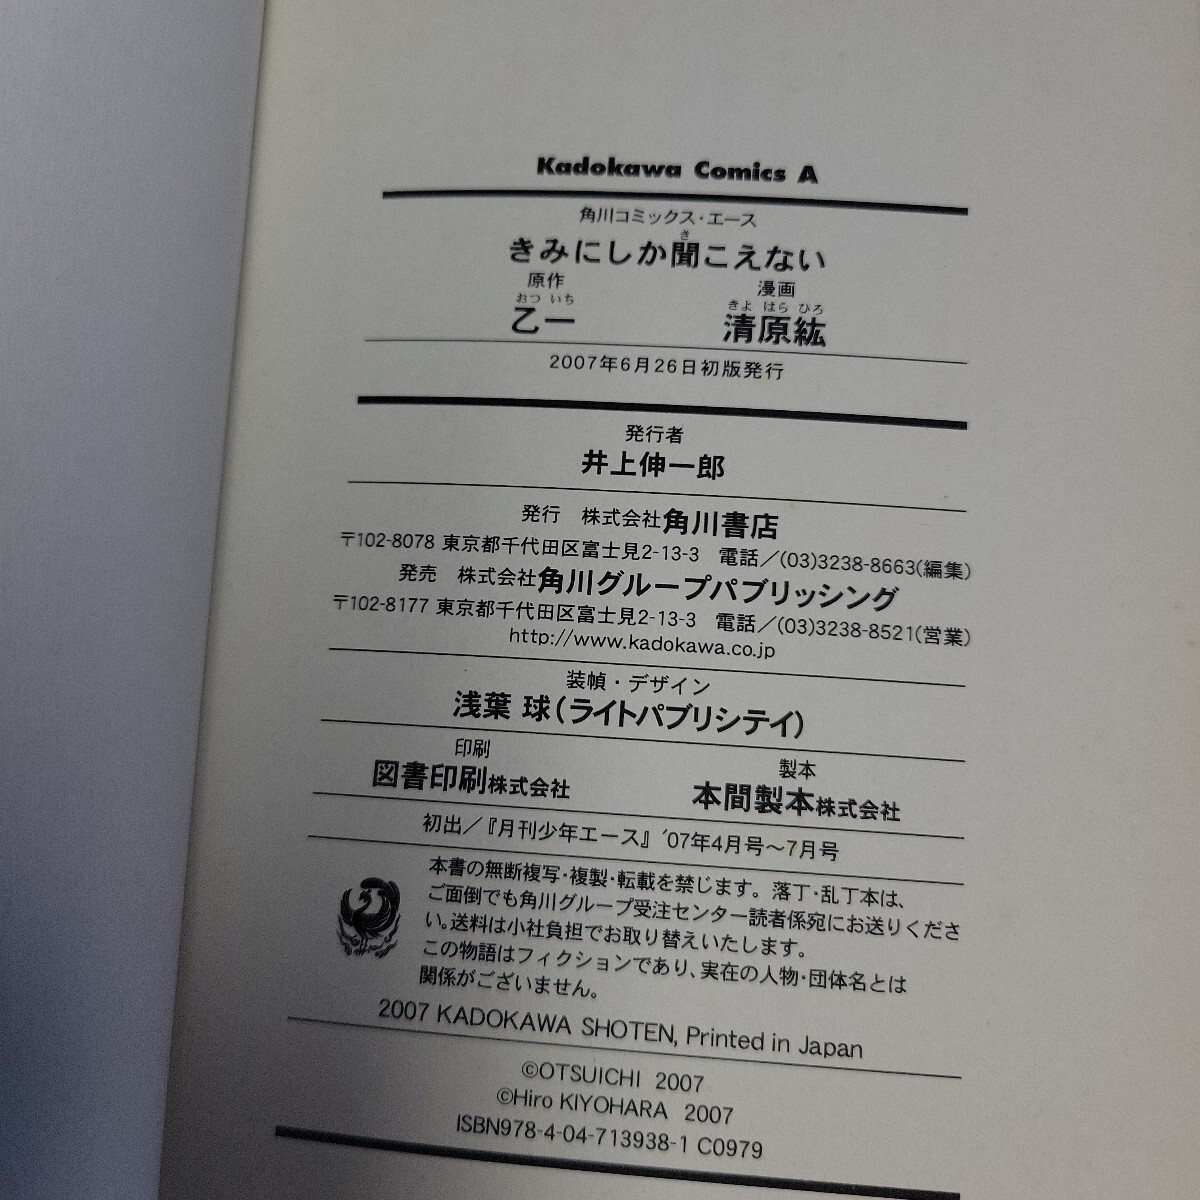 Kadokawa Comics A
角川コミックス・エース
きみにしか聞こえない
き
原作
漫画
おつ いち
きよ はら ひろ
乙一
清原紘
2007年6月26日初版発行
発行者
井上伸一郎
発行 株式会社角川書店
〒102-8078 東京都千代田区富士見2-13-3 電話/(03)3238-8663(編集)
発売 株式会社角川グループパブリッシング
〒102-8177 東京都千代田区富士見2-13-3 電話/(03)3238-8521(営業)
http://www.kadokawa.co.jp
装幀・デザイン
浅葉 球(ライトパブリシテイ)
印刷
製本
図書印刷株式会社
本間製本株式会社
初出/『月刊少年エース』'07年4月号〜7月号
本書の無断複写・複製・転載を禁じます。落丁・乱丁本は、
ご面倒でも角川グループ受注センター読者係宛にお送りくださ
い。送料は小社負担でお取り替えいたします。
この物語はフィクションであり、実在の人物・団体名とは
関係がございません。
2007 KADOKAWA SHOTEN, Printed in Japan
©OTSUICHI 2007
©Hiro KIYOHARA 2007
ISBN978-4-04-713938-1 C0979